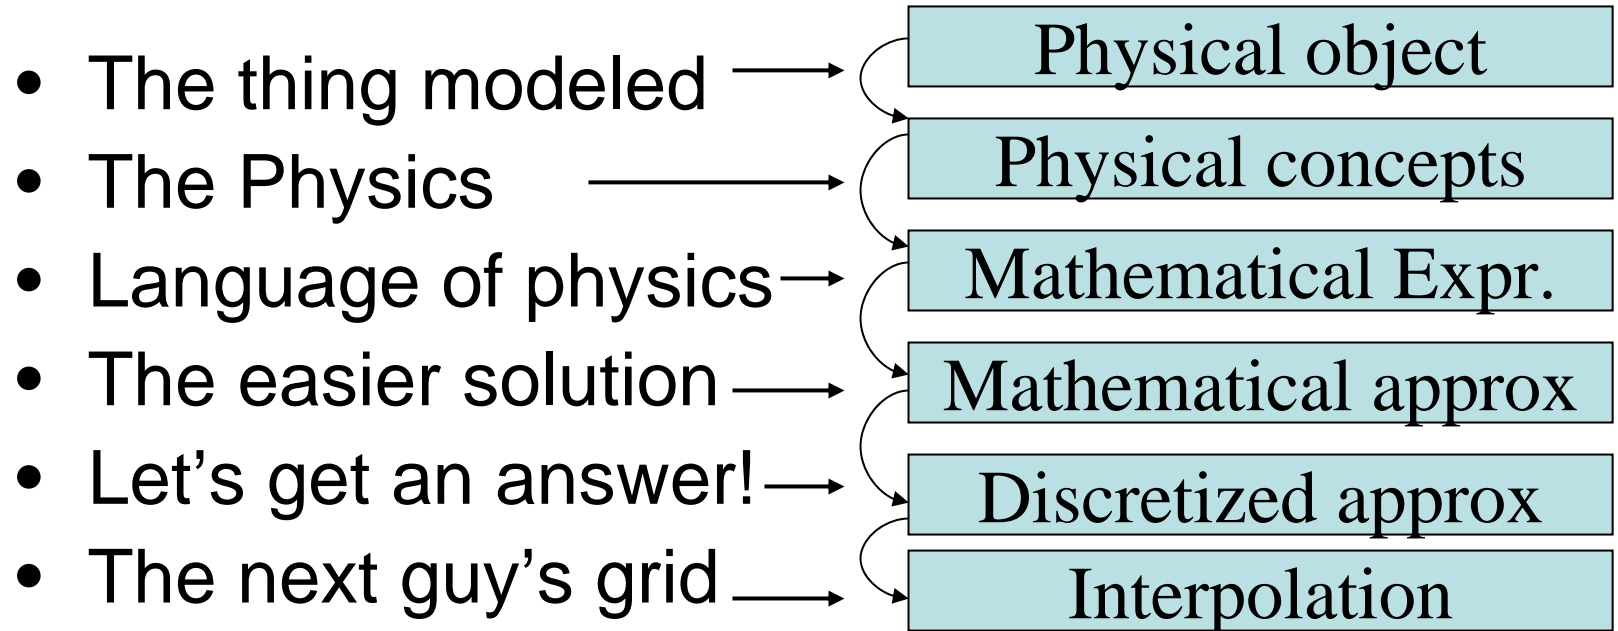 • The thing modeled
Physical object
• The Physics
Physical concepts
• Language of physics
Mathematical Expr.
• The easier solution
Mathematical approx
• Let's get an answer!
Discretized approx
• The next guy's grid
Interpolation